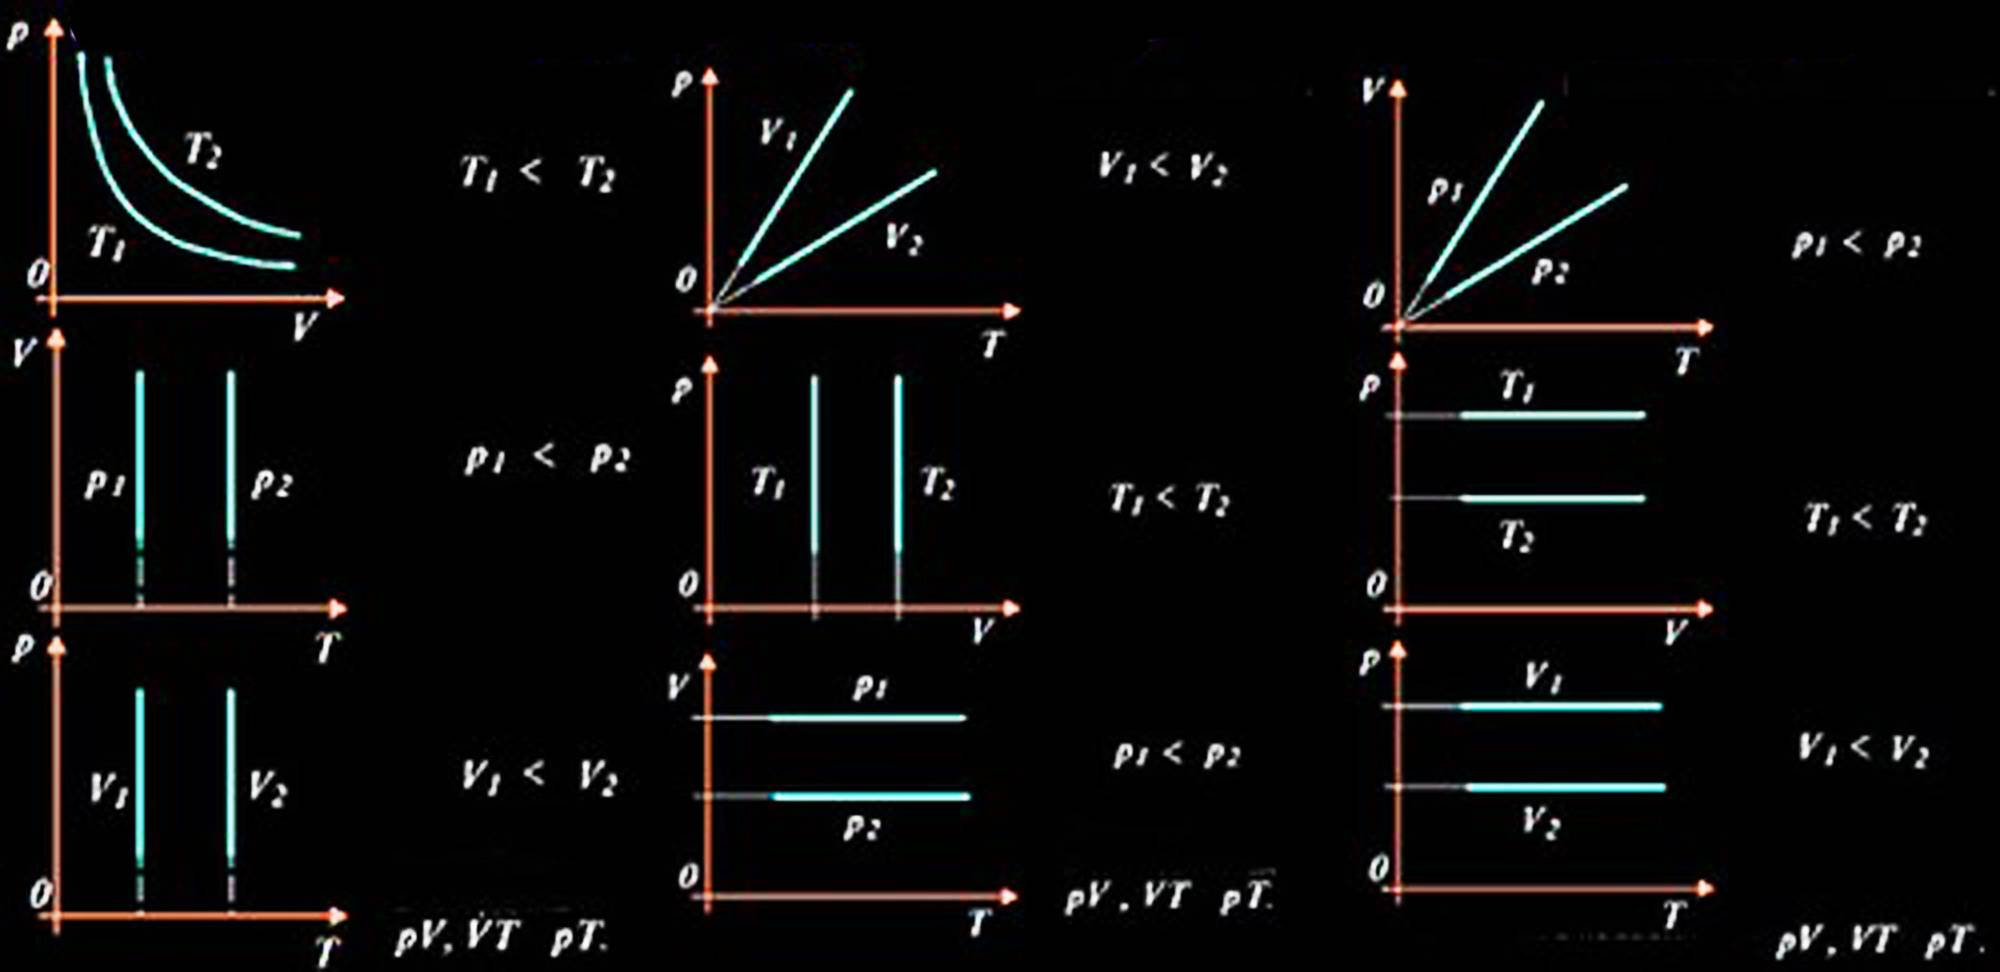 p
T2
T1
0
V
T1 < T2
p
V1
V2
0
T
V1 < V2
V
p1
p2
0
T
p1 < p2
V
p1
p2
0
T
p1 < p2
p
T1
T2
0
V
T1 < T2
p
T1
T2
0
V
T1 < T2
p
V1
V2
0
T
V1 < V2
pV, VT pT.
V
p1
p2
0
T
p1 < p2
pV, VT pT.
p
V1
V2
0
T
V1 < V2
pV, VT pT.